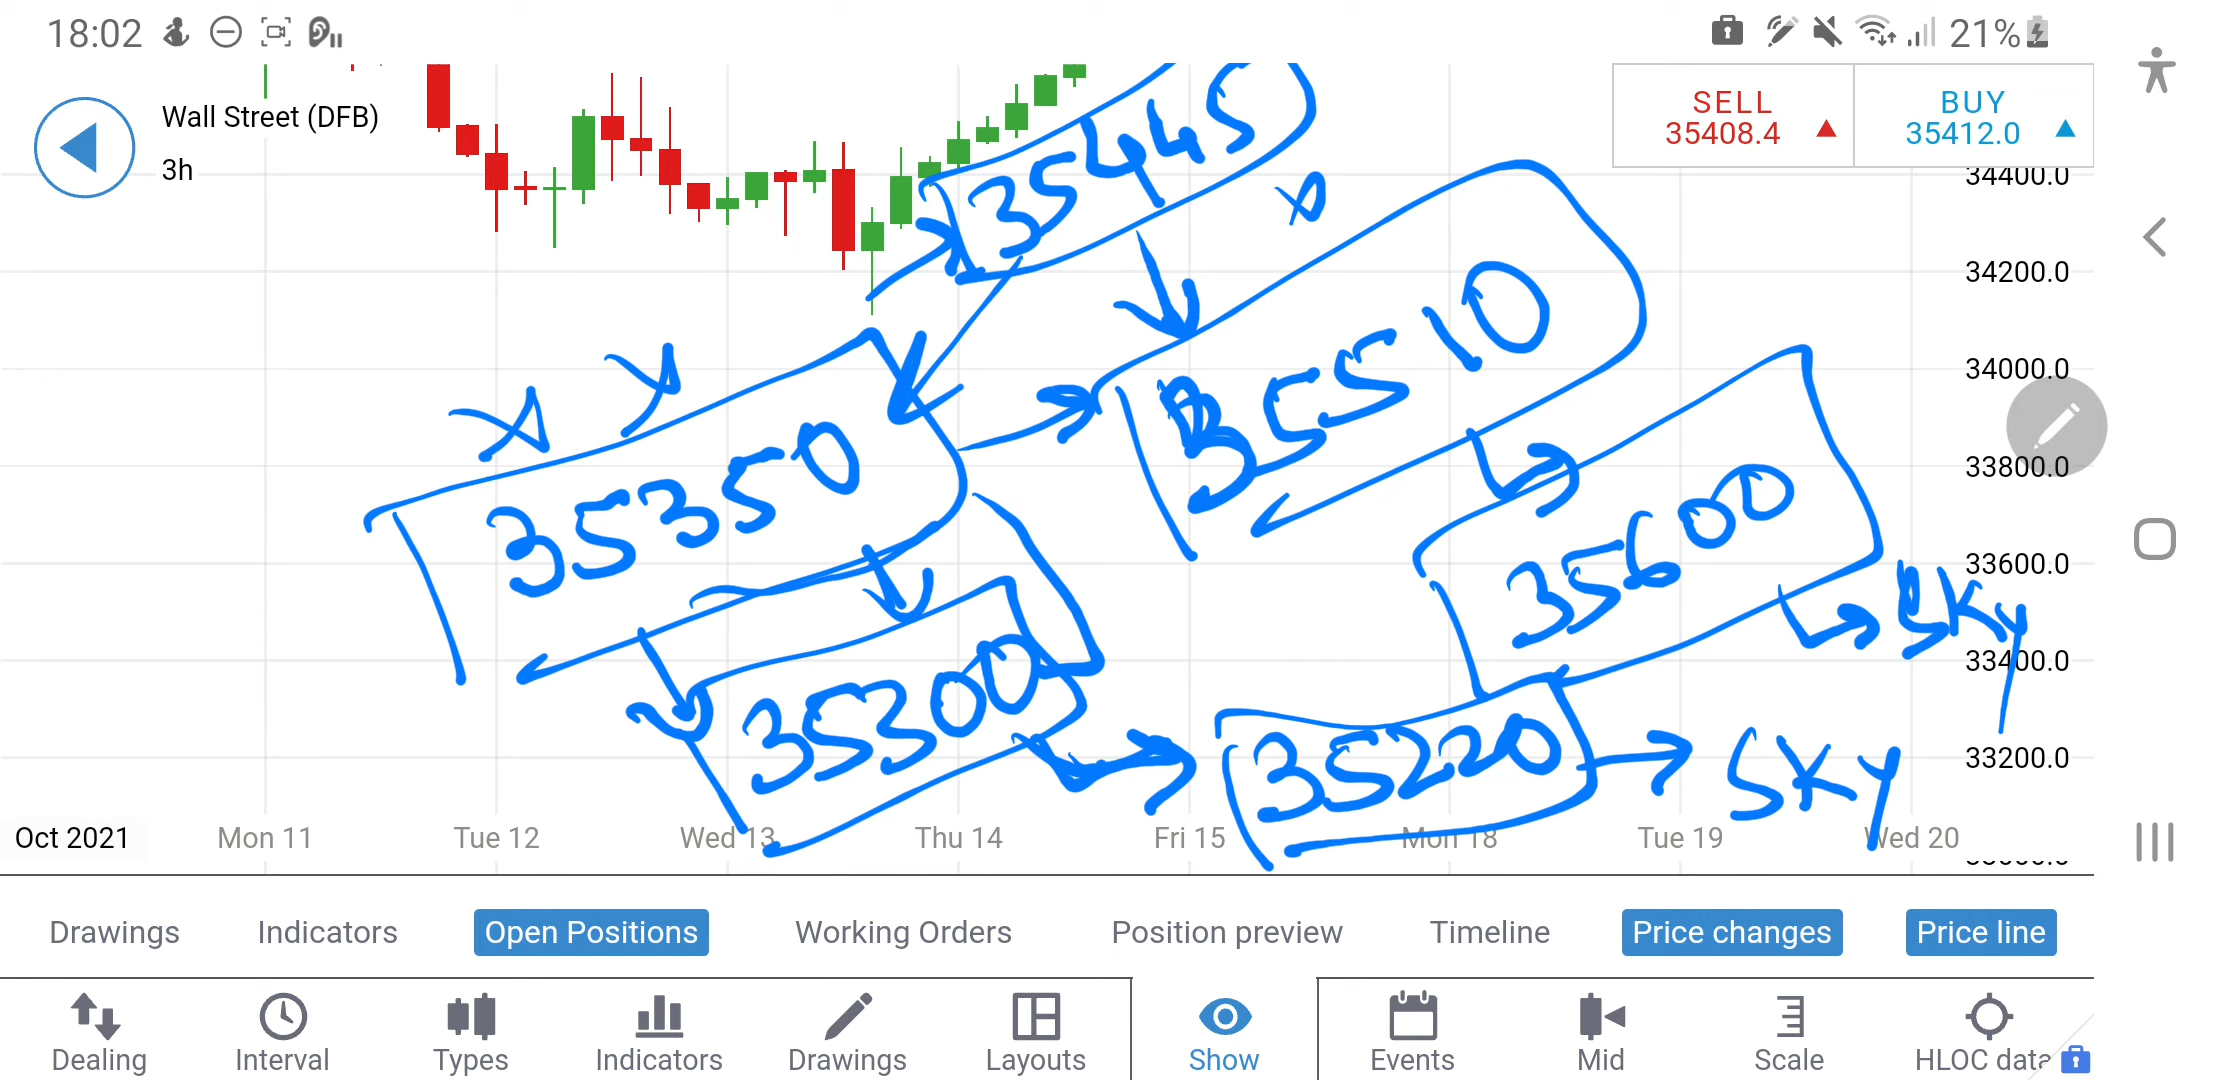 18:02
21%
Wall Street (DFB)
3h
SELL
35408.4
BUY
35412.0
34400.0
34200.0
34000.0
33800.0
33600.0
33400.0
33200.0
35445
35510
35350
35600
SKY
35300
35220
SKY
Oct 2021
Mon 11
Tue 12
Wed 13
Thu 14
Fri 15
Mon 18
Tue 19
Wed 20
Drawings
Indicators
Open Positions
Working Orders
Position preview
Timeline
Price changes
Price line
Dealing
Interval
Types
Indicators
Drawings
Layouts
Show
Events
Mid
Scale
HLOC data